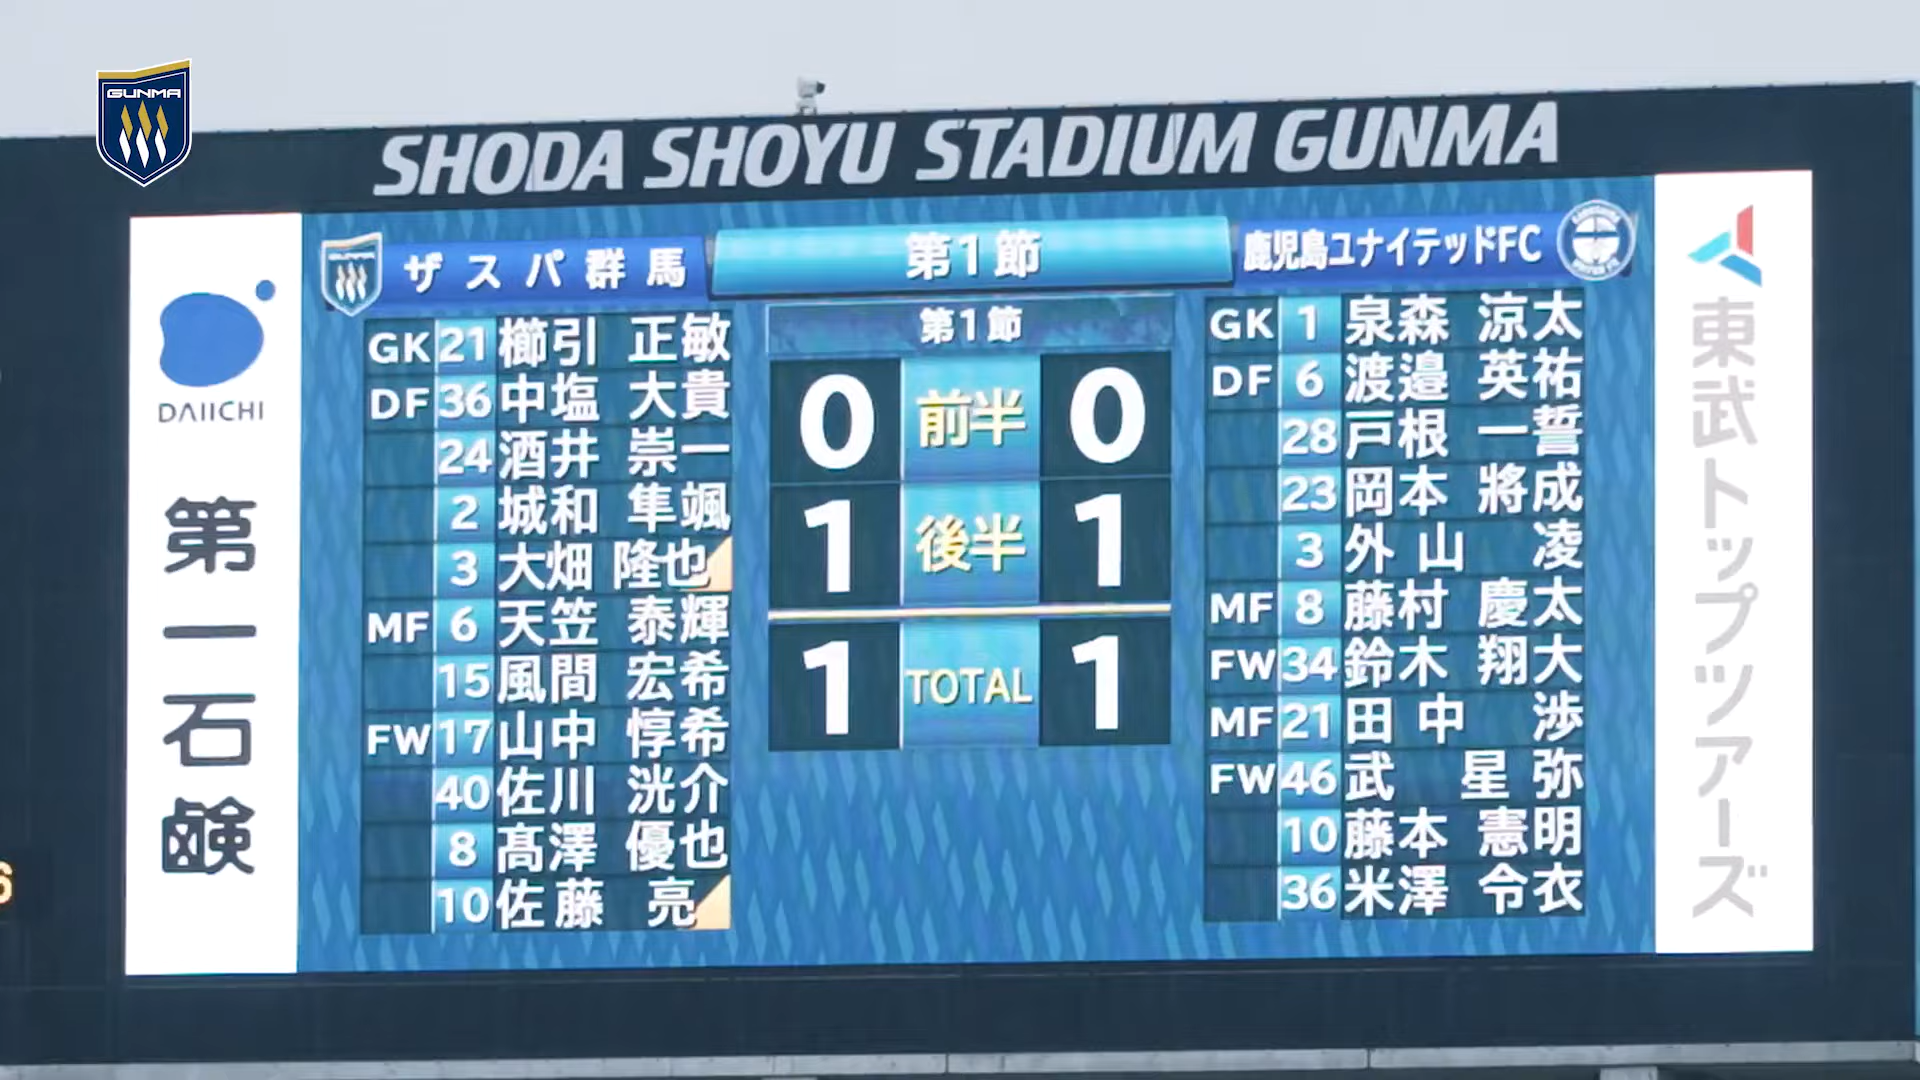 GUNMA
SHODA SHOYU STADIUM GUNMA
DAIICHI
第一石鹸
ザスパ群馬
第1節
鹿児島ユナイテッドFC
GK 21 櫛引 正敏
DF 36 中塩 大貴
24 酒井 崇一
2 城和 隼颯
3 大畑 隆也
MF 6 天笠 泰輝
15 風間 宏希
FW 17 山中 惇希
40 佐川 洸介
8 髙澤 優也
10 佐藤 亮
第1節
0 前半 0
1 後半 1
1 TOTAL 1
GK 1 泉森 涼太
DF 6 渡邉 英祐
28 戸根 一誓
23 岡本 將成
3 外山 凌
MF 8 藤村 慶太
FW 34 鈴木 翔大
MF 21 田中 渉
FW 46 武 星弥
10 藤本 憲明
36 米澤 令衣
東武トップツアーズ